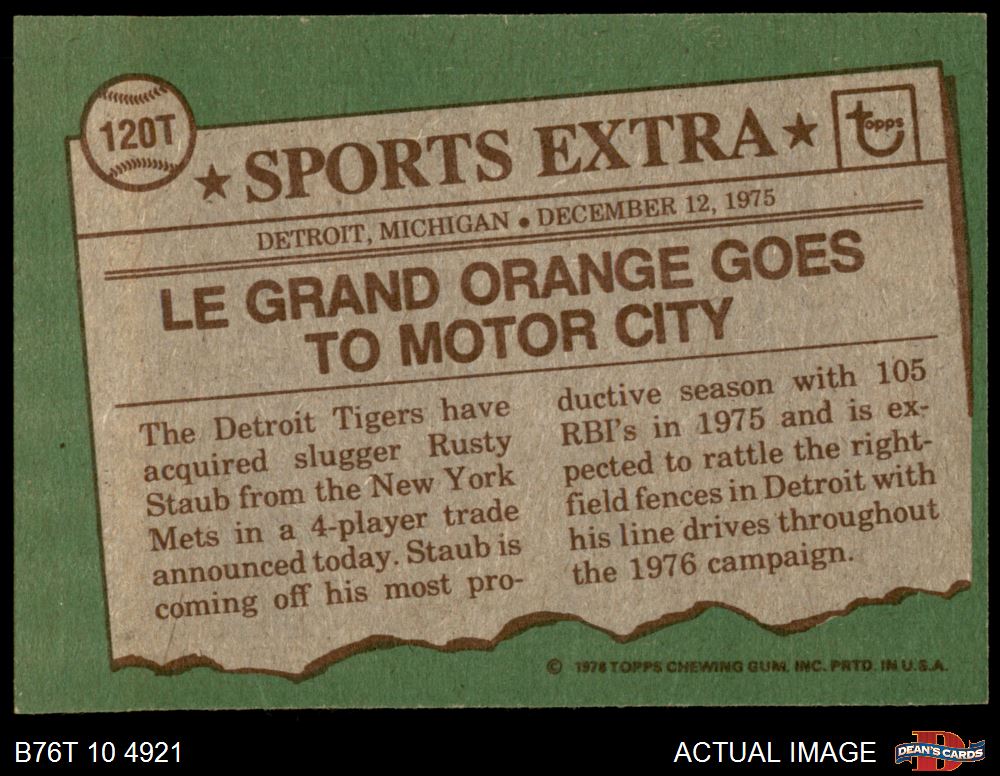 120T
★ SPORTS EXTRA ★
topps
DETROIT, MICHIGAN • DECEMBER 12, 1975
LE GRAND ORANGE GOES
TO MOTOR CITY
The Detroit Tigers have
acquired slugger Rusty
Staub from the New York
Mets in a 4-player trade
announced today. Staub is
coming off his most pro-
ductive season with 105
RBI's in 1975 and is ex-
pected to rattle the right-
field fences in Detroit with
his line drives throughout
the 1976 campaign.
© 1976 TOPPS CHEWING GUM, INC. PRTD. IN U.S.A.
B76T 10 4921
ACTUAL IMAGE
DEAN'S CARDS